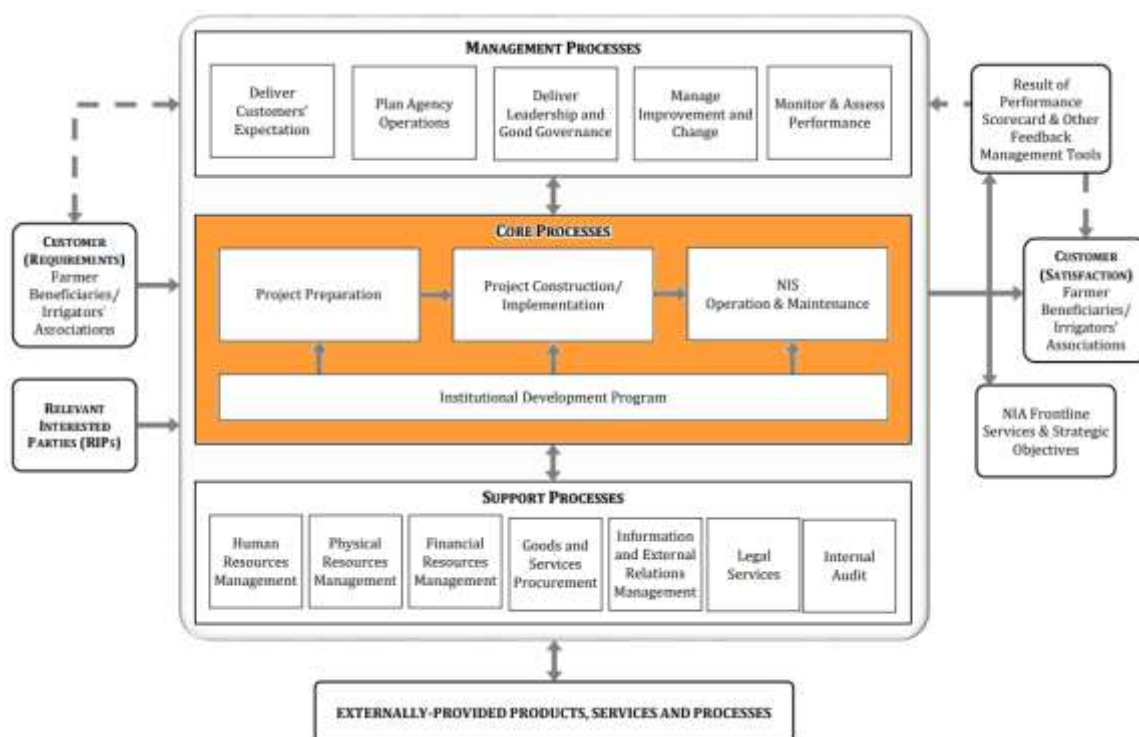 MANAGEMENT PROCESSES
Deliver
Customers'
Expectation
Plan Agency
Operations
Deliver
Leadership and
Good Governance
Manage
Improvement and
Change
Monitor & Assess
Performance
Result of
Performance
Scorecard & Other
Feedback
Management Tools
CUSTOMER
(REQUIREMENTS)
Farmer
Beneficiaries/
Irrigators'
Associations
CORE PROCESSES
Project Preparation
Project Construction/
Implementation
NIS
Operation & Maintenance
Institutional Development Program
CUSTOMER
(SATISFACTION)
Farmer
Beneficiaries/
Irrigators'
Associations
RELEVANT
INTERESTED
PARTIES (RIPS)
NIA Frontline
Services & Strategic
Objectives
SUPPORT PROCESSES
Human
Resources
Management
Physical
Resources
Management
Financial
Resources
Management
Goods and
Services
Procurement
Information
and External
Relations
Management
Legal
Services
Internal
Audit
EXTERNALLY-PROVIDED PRODUCTS, SERVICES AND PROCESSES